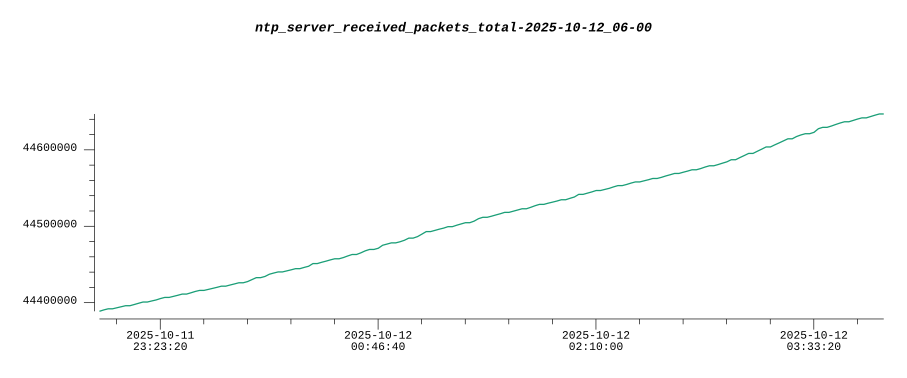 ntp_server_received_packets_total-2025-10-12_06-00
44600000
44500000
44400000
2025-10-11 2025-10-12 2025-10-12 2025-10-12
23:23:20 00:46:40 02:10:00 03:33:20